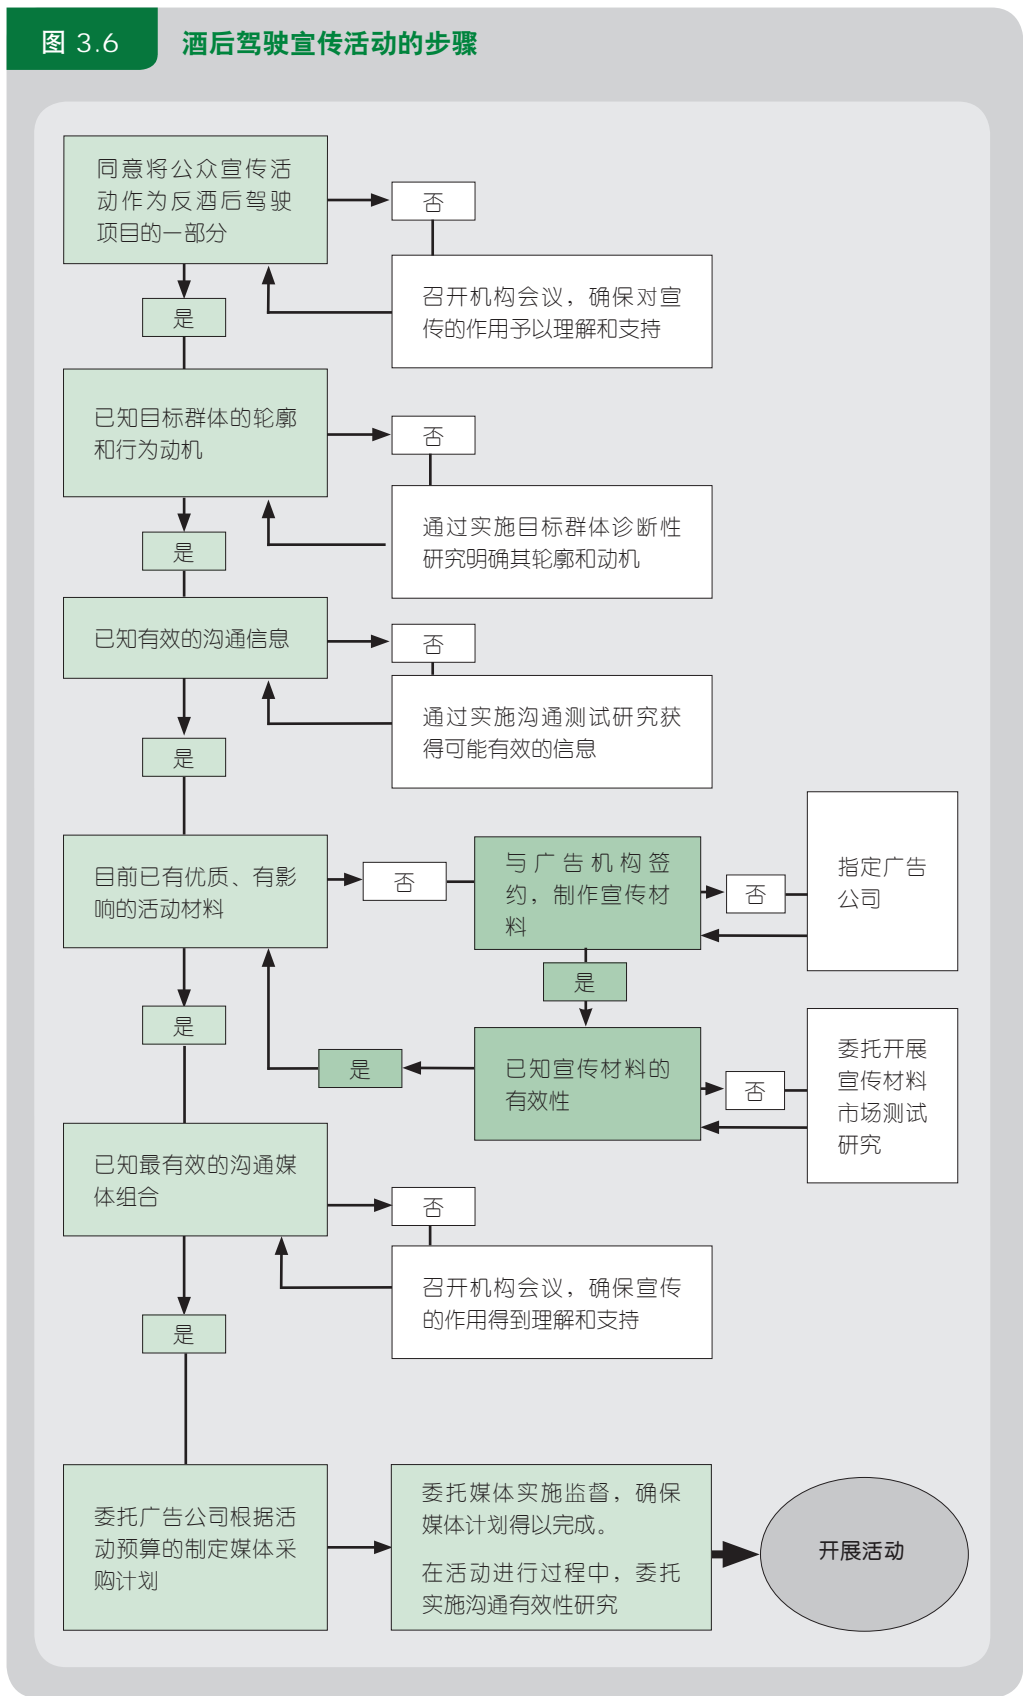 图 3.6
酒后驾驶宣传活动的步骤
同意将公众宣传活
动作为反酒后驾驶
项目的一部分
否
召开机构会议，确保对宣
传的作用予以理解和支持
是
已知目标群体的轮廓
和行为动机
否
通过实施目标群体诊断性
研究明确其轮廓和动机
是
已知有效的沟通信息
否
通过实施沟通测试研究获
得可能有效的信息
是
目前已有优质、有影
响的活动材料
否
与广告机构签
约，制作宣传材
料
否
指定广告
公司
是
是
已知宣传材料的
有效性
是
否
委托开展
宣传材料
市场测试
研究
已知最有效的沟通媒
体组合
否
召开机构会议，确保宣传
的作用得到理解和支持
是
委托广告公司根据活
动预算的制定媒体采
购计划
委托媒体实施监督，确保
媒体计划得以完成。
在活动进行过程中，委托
实施沟通有效性研究
开展活动